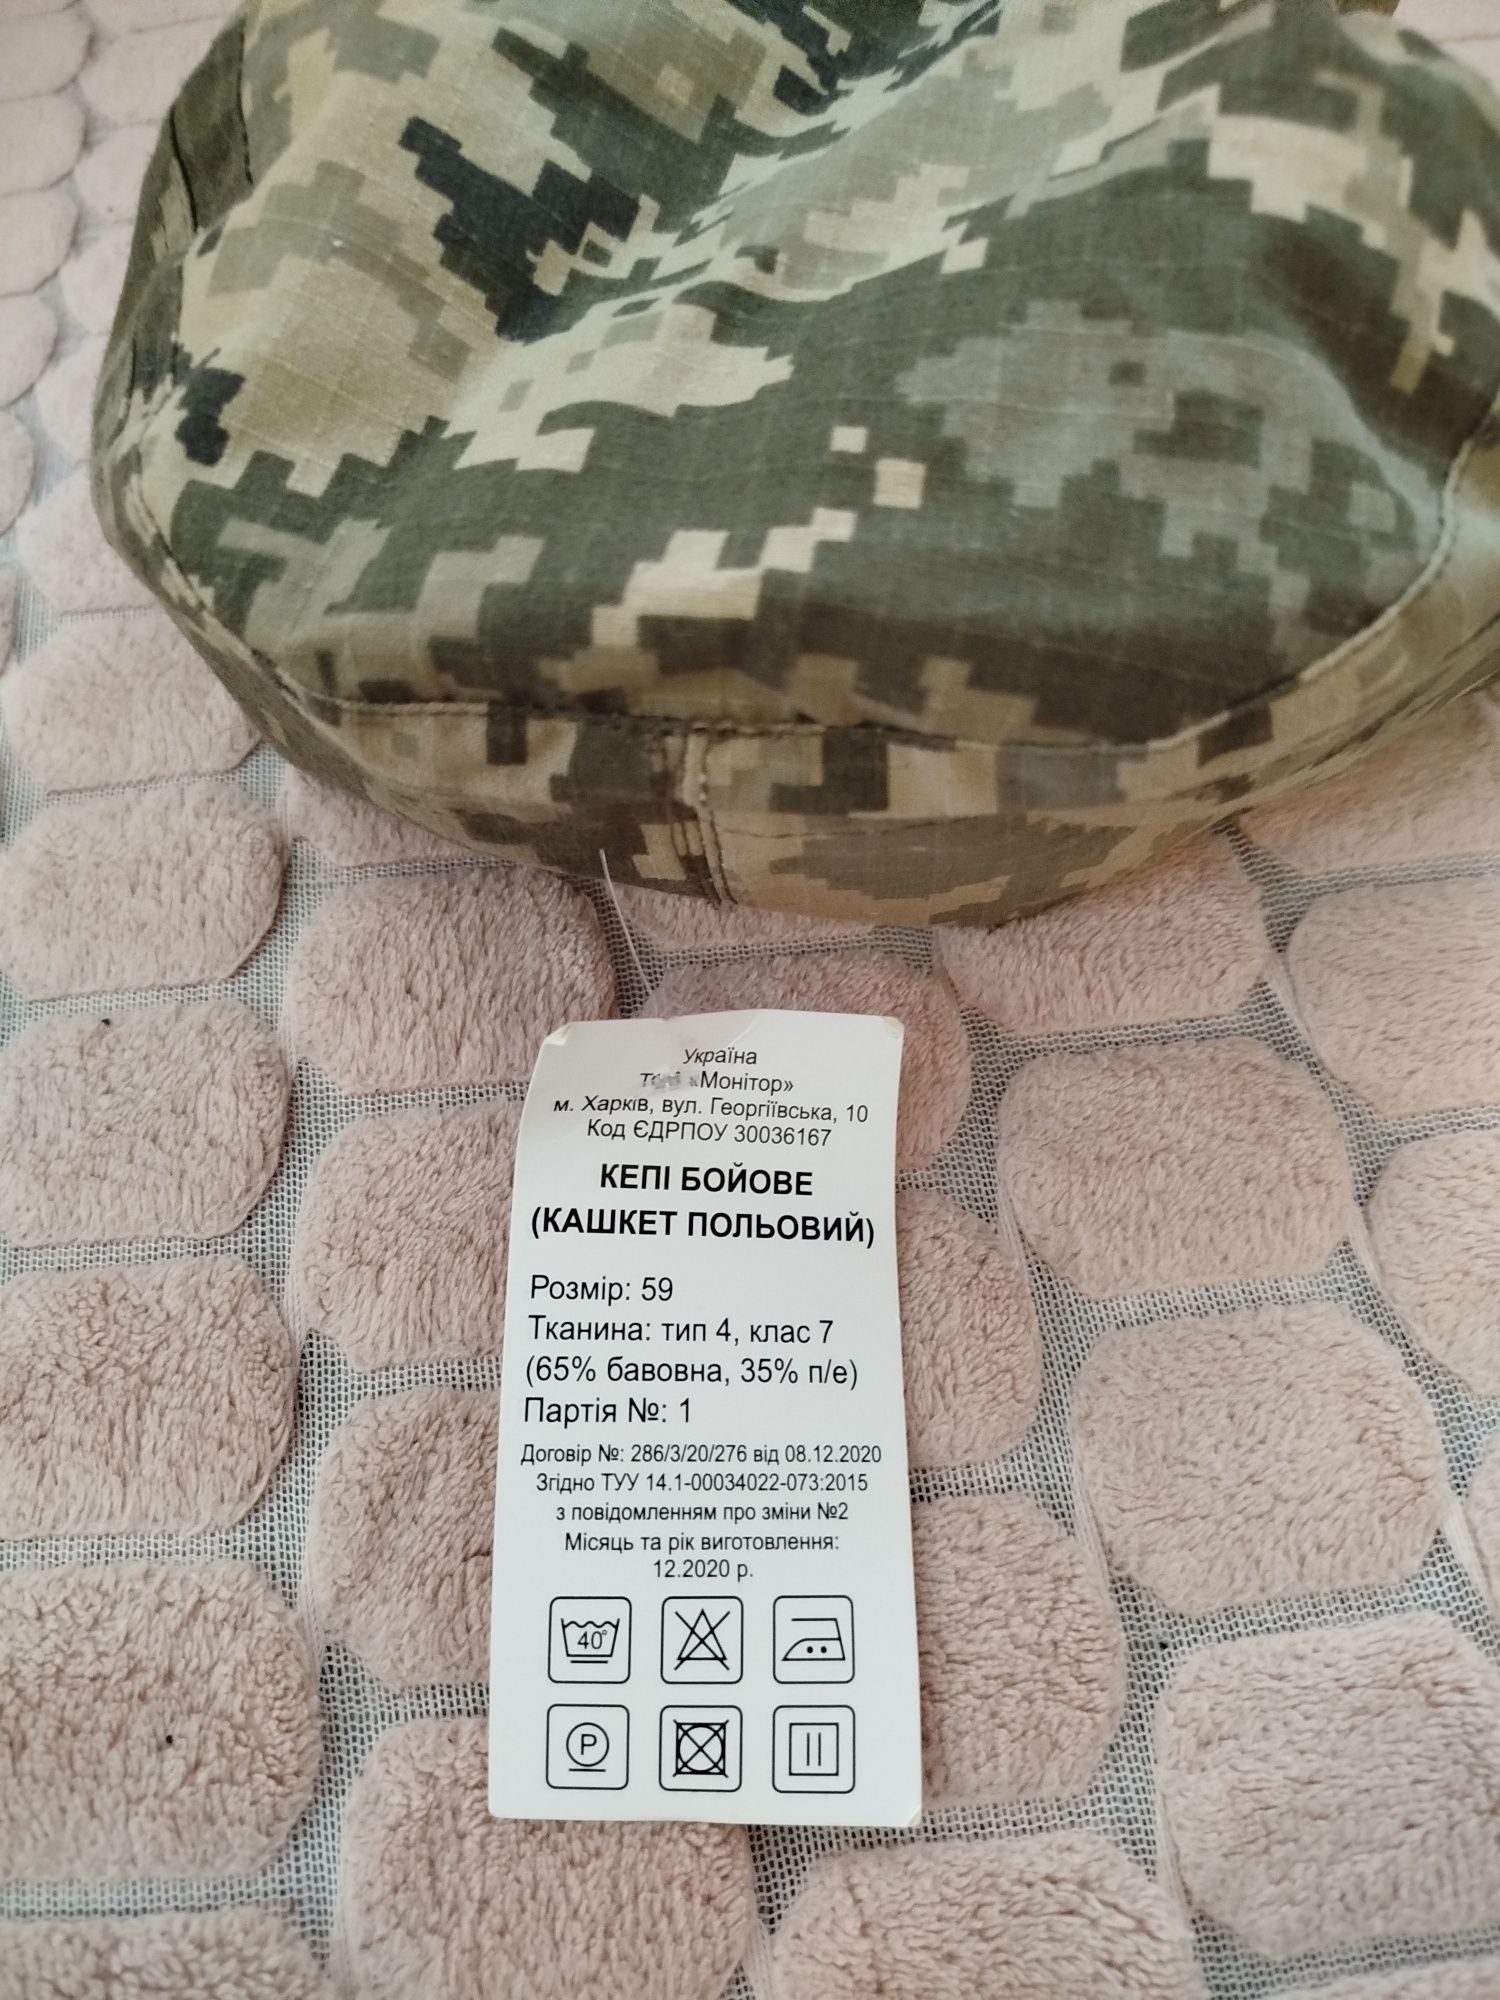 Україна
«Монітор»
м. Харків, вул. Георгіївська, 10
Код ЄДРПОУ 30036167
КЕПІ БОЙОВЕ
(КАШКЕТ ПОЛЬОВИЙ)
Розмір: 59
Тканина: тип 4, клас 7
(65% бавовна, 35% п/е)
Партія №: 1
Договір №: 286/3/20/276 від 08.12.2020
Згідно ТУУ 14.1-00034022-073:2015
з повідомленням про зміни №2
Місяць та рік виготовлення:
12.2020 р.
40°
P